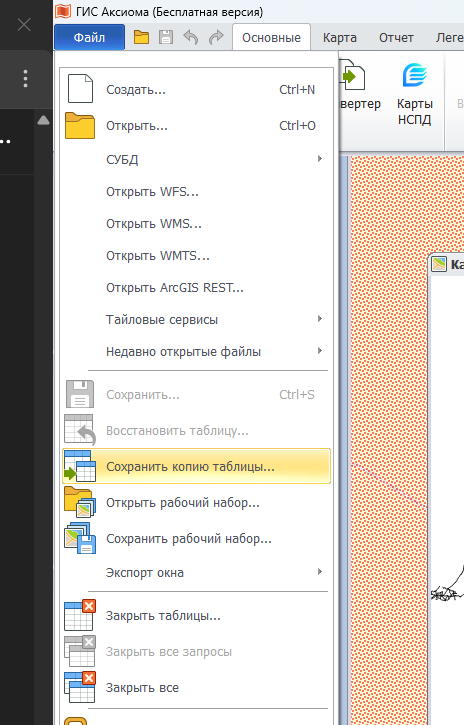 ГИС Аксиома (Бесплатная версия)
Файл
Основные
Карта
Отчет
Леге
Создать... Ctrl+N
Открыть... Ctrl+O
вертер
Карты
НСПД
СУБД
Открыть WFS...
Открыть WMS...
Открыть WMTS...
Открыть ArcGIS REST...
Тайловые сервисы
Недавно открытые файлы
Ка
Сохранить... Ctrl+S
Восстановить таблицу...
Сохранить копию таблицы...
Открыть рабочий набор...
Сохранить рабочий набор...
Экспорт окна
Закрыть таблицы...
Закрыть все запросы
Закрыть все